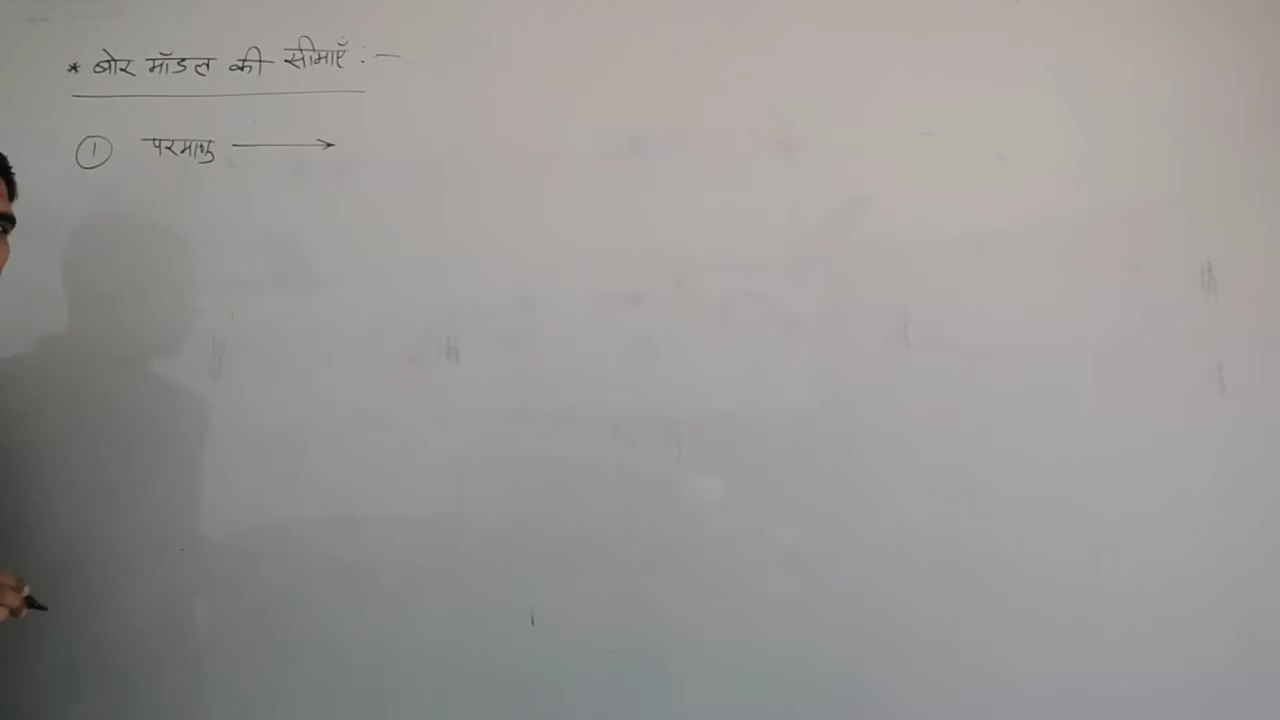 * बोर मॉडल की सीमाएँ : —
① परमाणु ⟶